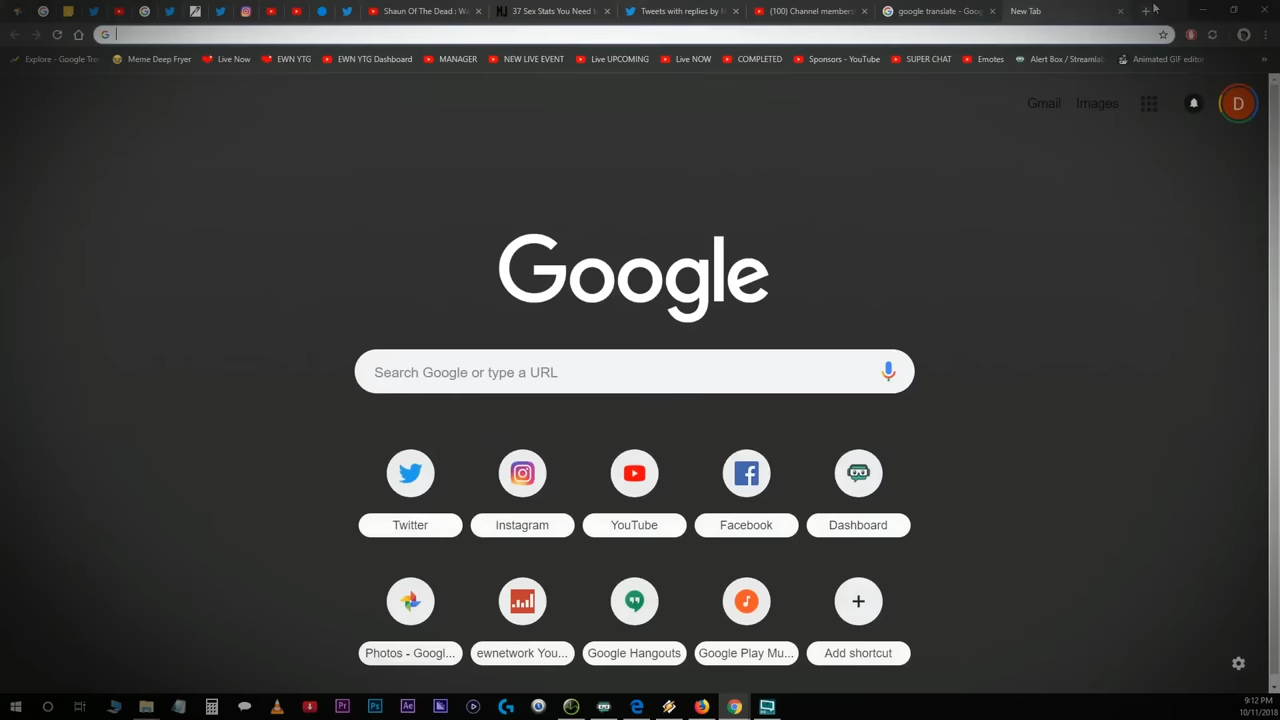 Shaun Of The Dead : W
37 Sex Stats You Need t
Tweets with replies by
(100) Channel members
google translate - Goog
New Tab
Explore - Google Tre
Meme Deep Fryer
Live Now
EWN YTG
EWN YTG Dashboard
MANAGER
NEW LIVE EVENT
Live UPCOMING
Live NOW
COMPLETED
Sponsors - YouTube
SUPER CHAT
Emotes
Alert Box / Streamla
Animated GIF editor
Gmail
Images
D
Google
Search Google or type a URL
Twitter
Instagram
YouTube
Facebook
Dashboard
Photos - Googl...
ewnetwork You...
Google Hangouts
Google Play Mu...
Add shortcut
9:12 PM
10/11/2018